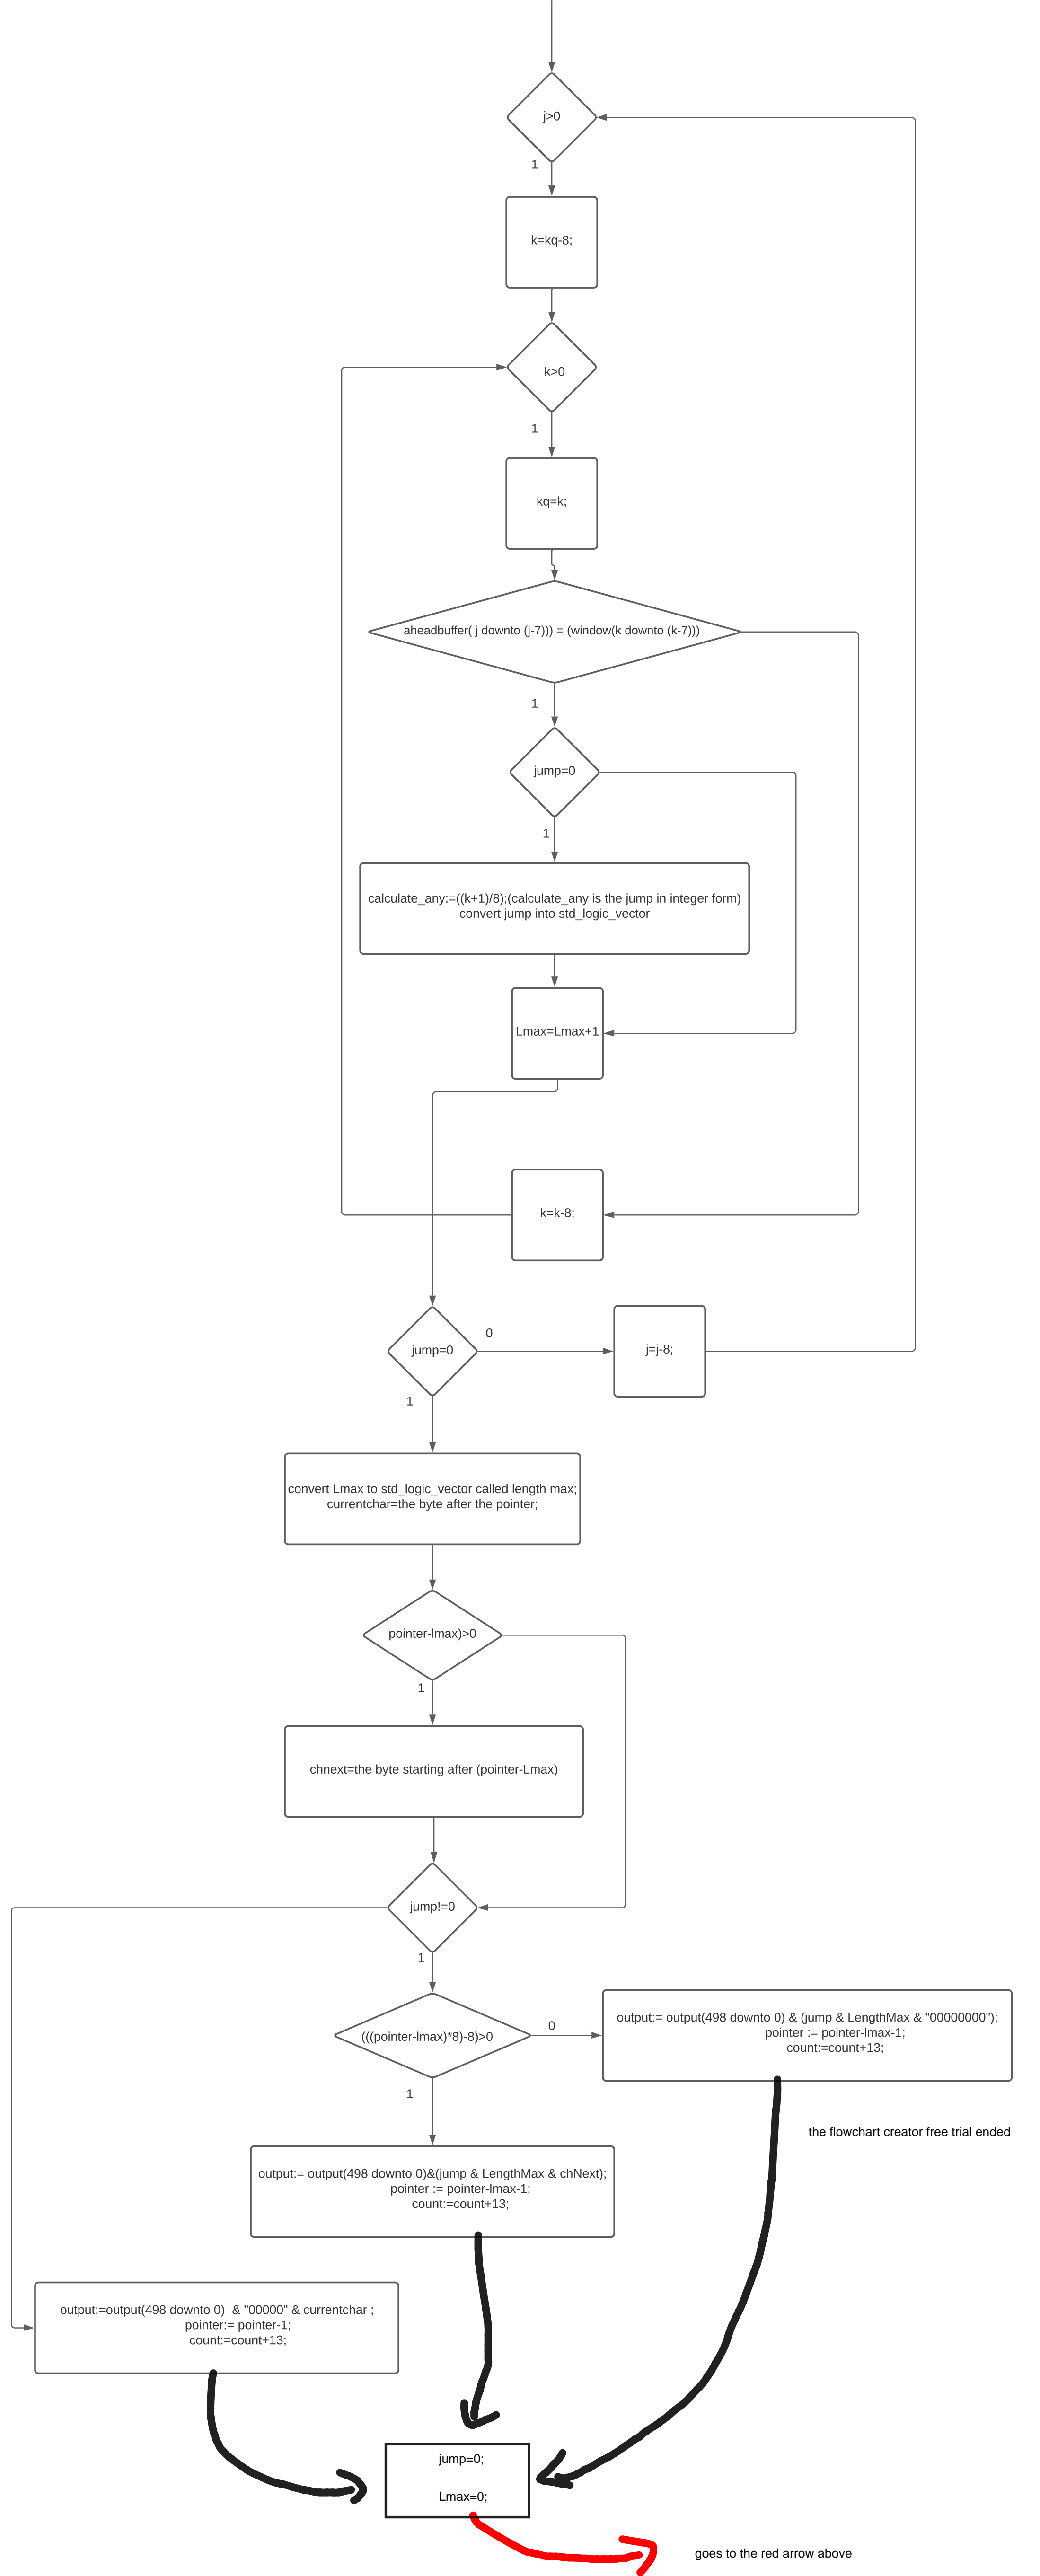 j>0
1
k=kq-8;
k>0
1
kq=k;
aheadbuffer( j downto (j-7))) = (window(k downto (k-7)))
1
jump=0
1
calculate_any:=((k+1)/8);(calculate_any is the jump in integer form)
convert jump into std_logic_vector
Lmax=Lmax+1
k=k-8;
jump=0
0
j=j-8;
1
convert Lmax to std_logic_vector called length max;
currentchar=the byte after the pointer;
pointer-lmax)>0
1
chnext=the byte starting after (pointer-Lmax)
jump!=0
1
(((pointer-lmax)*8)-8)>0
0
output:= output(498 downto 0) & (jump & LengthMax & "00000000");
pointer := pointer-lmax-1;
count:=count+13;
1
the flowchart creator free trial ended
output:= output(498 downto 0)&(jump & LengthMax & chNext);
pointer := pointer-lmax-1;
count:=count+13;
output:=output(498 downto 0) & "00000" & currentchar ;
pointer:= pointer-1;
count:=count+13;
jump=0;
Lmax=0;
goes to the red arrow above